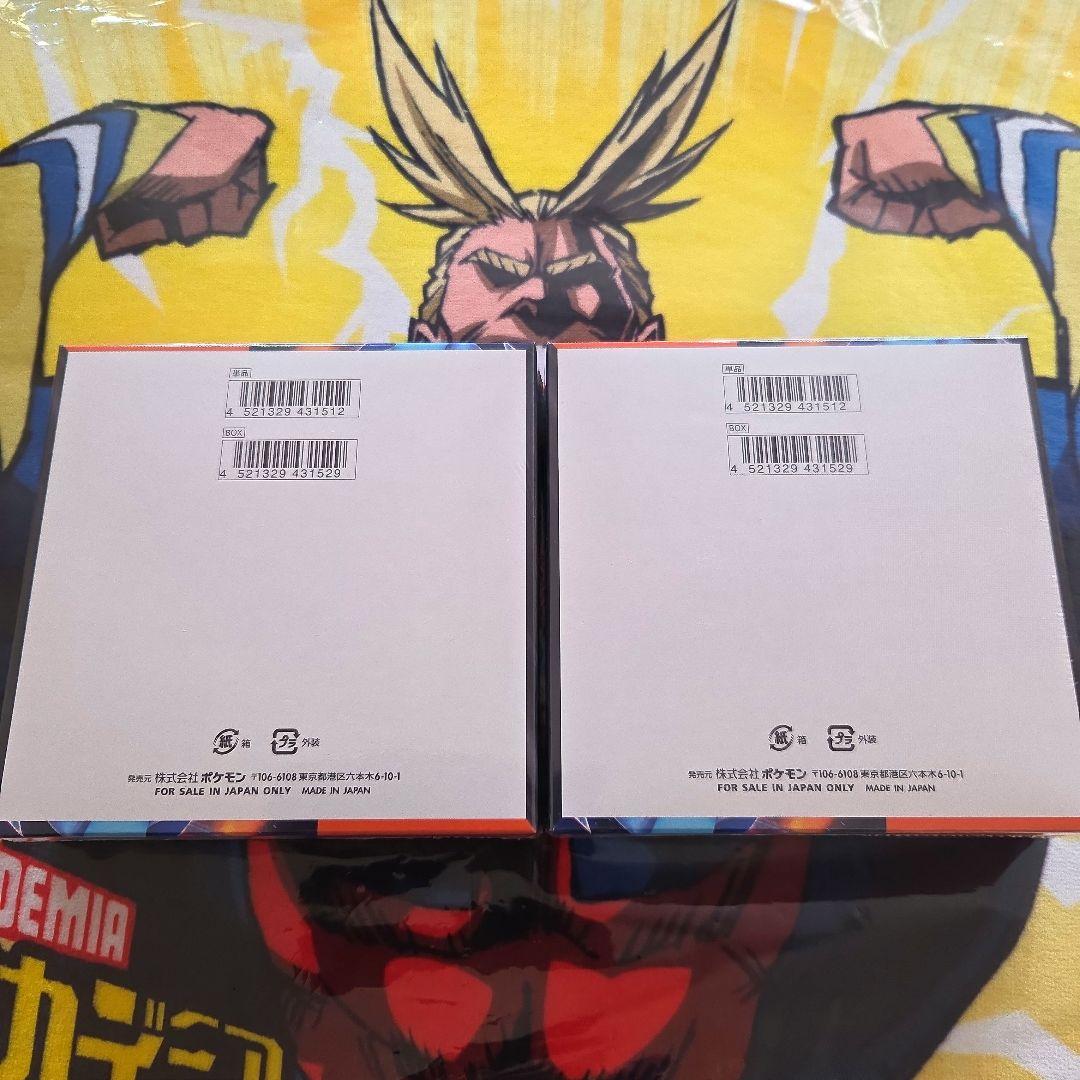 単品
4 521329 431512
BOX
4 521329 431529
紙 箱 プラ 外装
発売元 株式会社 ポケモン 〒106-6108 東京都港区六本木6-10-1
FOR SALE IN JAPAN ONLY MADE IN JAPAN
単品
4 521329 431512
BOX
4 521329 431529
紙 箱 プラ 外装
発売元 株式会社 ポケモン 〒106-6108 東京都港区六本木6-10-1
FOR SALE IN JAPAN ONLY MADE IN JAPAN
DEMIA
カデミ